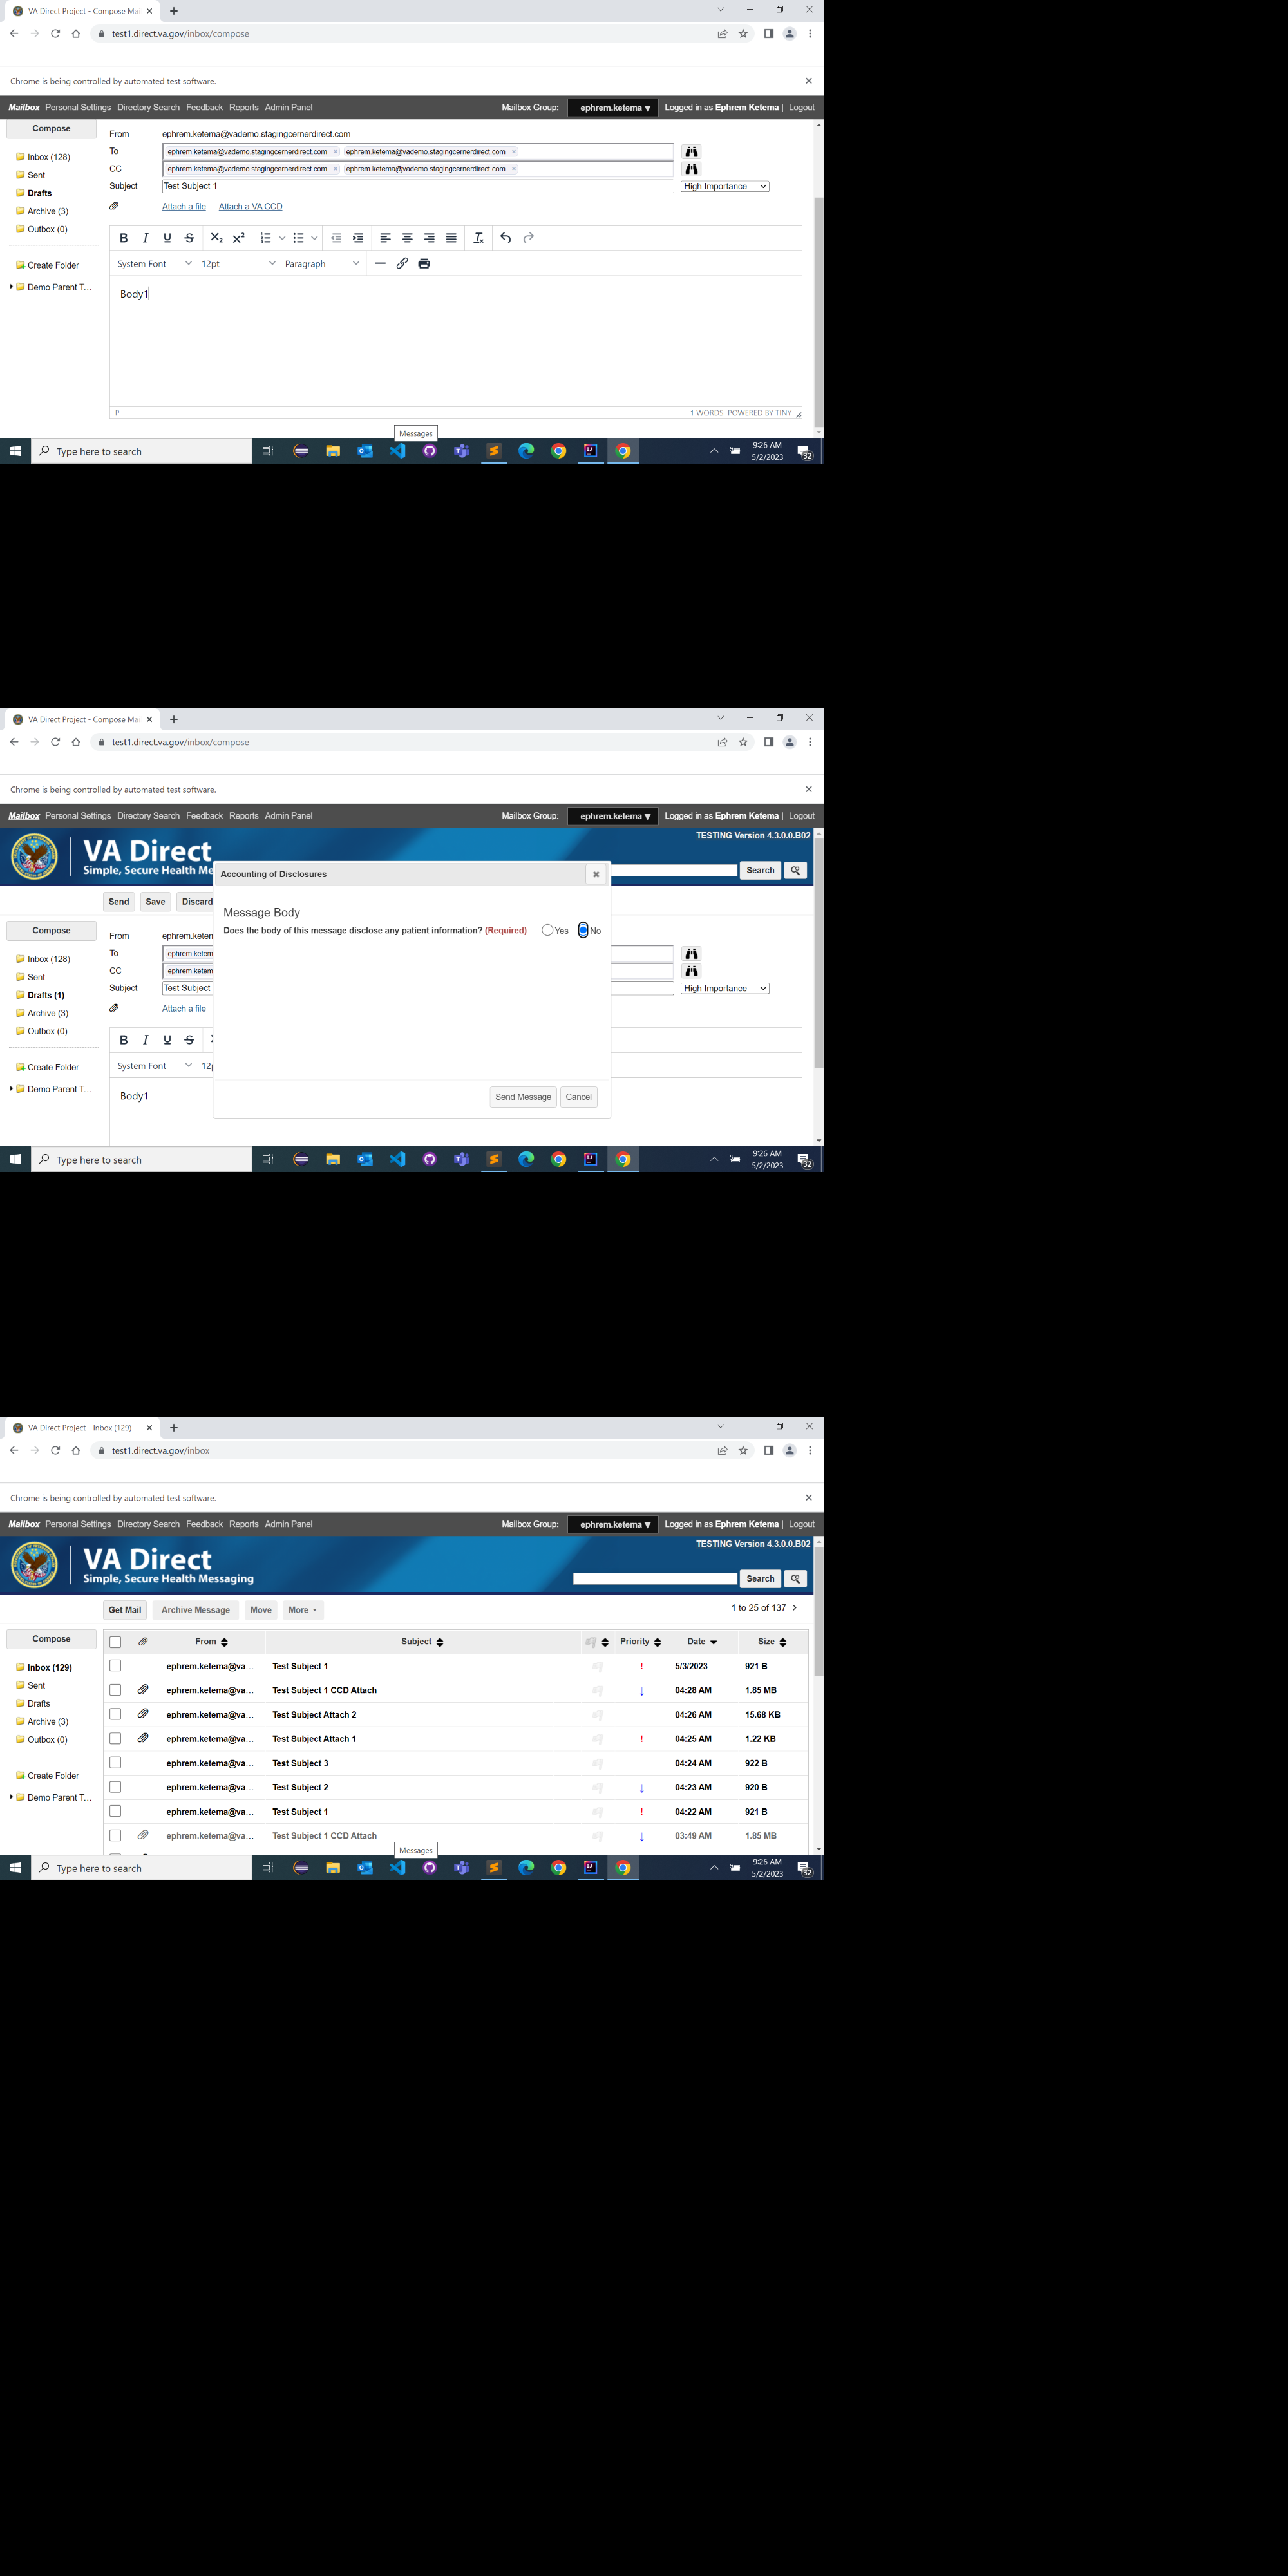 VA Direct Project - Compose Ma
test1.direct.va.gov/inbox/compose
Chrome is being controlled by automated test software.
Mailbox Personal Settings Directory Search Feedback Reports Admin Panel Mailbox Group: ephrem.ketema ▼ Logged in as Ephrem Ketema | Logout
Compose
From ephrem.ketema@vademo.stagingcernerdirect.com
To ephrem.ketema@vademo.stagingcernerdirect.com × ephrem.ketema@vademo.stagingcernerdirect.com ×
Inbox (128)
CC ephrem.ketema@vademo.stagingcernerdirect.com × ephrem.ketema@vademo.stagingcernerdirect.com ×
Sent
Subject Test Subject 1 High Importance
Drafts
Attach a file Attach a VA CCD
Archive (3)
Outbox (0)
B I U S X₂ X²
Create Folder
System Font 12pt Paragraph
Demo Parent T...
Body1
P 1 WORDS POWERED BY TINY
Messages
Type here to search
9:26 AM
5/2/2023
32
VA Direct Project - Compose Ma
test1.direct.va.gov/inbox/compose
Chrome is being controlled by automated test software.
Mailbox Personal Settings Directory Search Feedback Reports Admin Panel Mailbox Group: ephrem.ketema ▼ Logged in as Ephrem Ketema | Logout
TESTING Version 4.3.0.0.B02
VA Direct
Simple, Secure Health Me
Search
Accounting of Disclosures
Send Save Discard
Message Body
Does the body of this message disclose any patient information? (Required) Yes No
Compose
From ephrem.keten
To ephrem.ketem
Inbox (128)
CC ephrem.ketem
Sent
Subject Test Subject High Importance
Drafts (1)
Attach a file
Archive (3)
Outbox (0)
B I U S
Create Folder
System Font 12p
Demo Parent T...
Body1
Send Message Cancel
Type here to search
9:26 AM
5/2/2023
32
VA Direct Project - Inbox (129)
test1.direct.va.gov/inbox
Chrome is being controlled by automated test software.
Mailbox Personal Settings Directory Search Feedback Reports Admin Panel Mailbox Group: ephrem.ketema ▼ Logged in as Ephrem Ketema | Logout
TESTING Version 4.3.0.0.B02
VA Direct
Simple, Secure Health Messaging
Search
Get Mail Archive Message Move More 1 to 25 of 137
Compose
From Subject Priority Date Size
Inbox (129)
ephrem.ketema@va... Test Subject 1 ! 5/3/2023 921 B
Sent
ephrem.ketema@va... Test Subject 1 CCD Attach ↓ 04:28 AM 1.85 MB
Drafts
ephrem.ketema@va... Test Subject Attach 2 04:26 AM 15.68 KB
Archive (3)
Outbox (0)
ephrem.ketema@va... Test Subject Attach 1 ! 04:25 AM 1.22 KB
ephrem.ketema@va... Test Subject 3 04:24 AM 922 B
Create Folder
ephrem.ketema@va... Test Subject 2 ↓ 04:23 AM 920 B
Demo Parent T...
ephrem.ketema@va... Test Subject 1 ! 04:22 AM 921 B
ephrem.ketema@va... Test Subject 1 CCD Attach ↓ 03:49 AM 1.85 MB
Messages
Type here to search
9:26 AM
5/2/2023
32